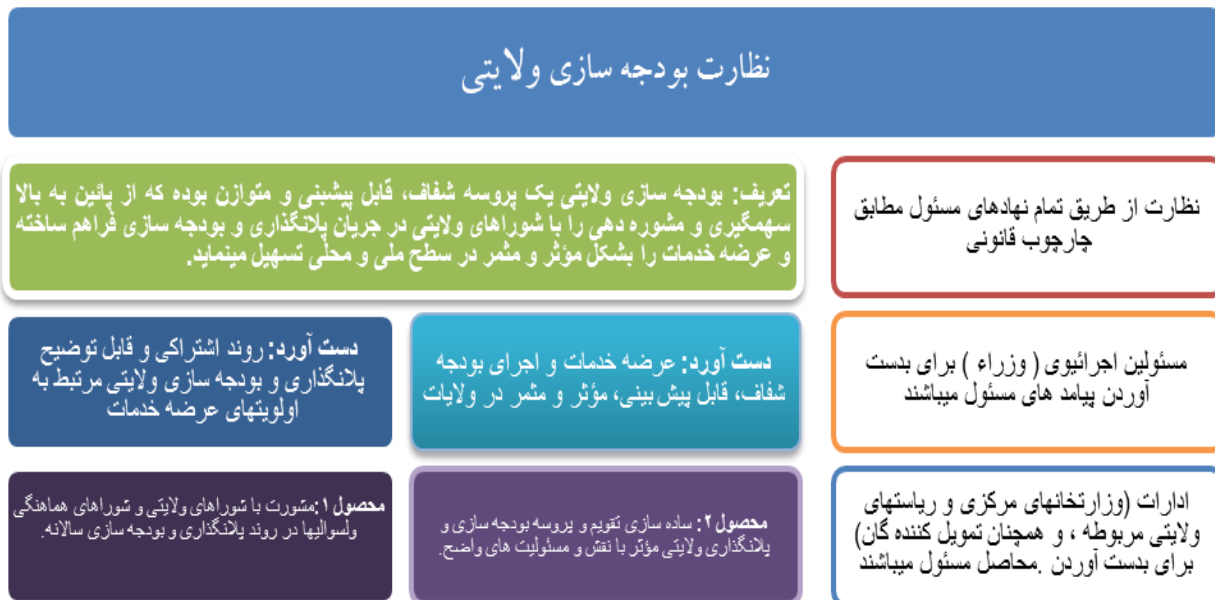 نظارت بودجه سازی ولایتی
نظارت از طریق تمام نهادهای مسئول مطابق
چارچوب قانونی
تعریف: بودجه سازی ولایتی یک پروسه شفاف، قابل پیشبنی و متوازن بوده که از پائین به بالا
سهمگیری و مشوره دهی را با شوراهای ولایتی در جریان پلانگذاری و بودجه سازی فراهم ساخته
و عرضه خدمات را بشکل مؤثر و مثمر در سطح ملی و محلی تسهیل مینماید.
مسئولین اجرائیوی ( وزراء ) برای بدست
آوردن پیامد های مسئول میباشند
دست آورد: عرضه خدمات و اجرای بودجه
شفاف، قابل پیش بینی، مؤثر و مثمر در ولایات
دست آورد: روند اشتراکی و قابل توضیح
پلانگذاری و بودجه سازی ولایتی مرتبط به
اولویتهای عرضه خدمات
ادارات (وزارتخانهای مرکزی و ریاستهای
ولایتی مربوطه ، و همچنان تمویل کننده گان)
برای بدست آوردن .محاصل مسئول میباشند
محصول ۲: ساده سازی تقویم و پروسه بودجه سازی و
پلانگذاری ولایتی مؤثر با نقش و مسئولیت های واضح.
محصول ۱:مشورت با شوراهای ولایتی و شوراهای هماهنگی
ولسوالیها در روند پلانگذاری و بودجه سازی سالانه.